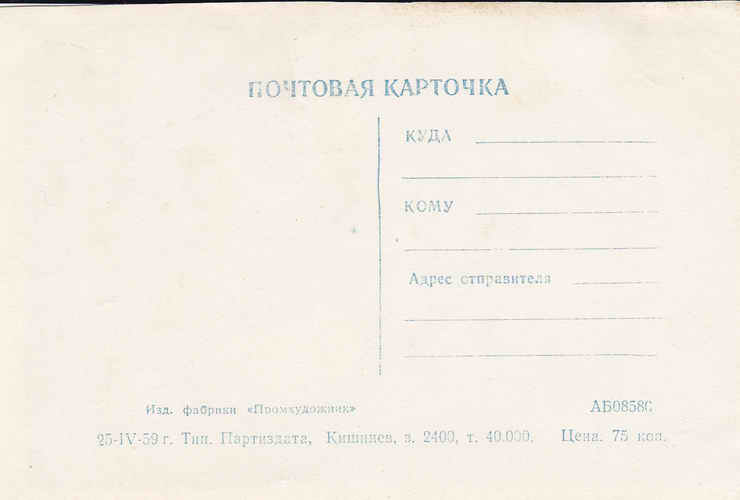 ПОЧТОВАЯ КАРТОЧКА
КУДА
КОМУ
Адрес отправителя
Изд. фабрики «Промхудожник»
АБ08580
25-IV-59 г. Тип. Партиздата, Кишинев, з. 2400, т. 40.000. Цена. 75 коп.